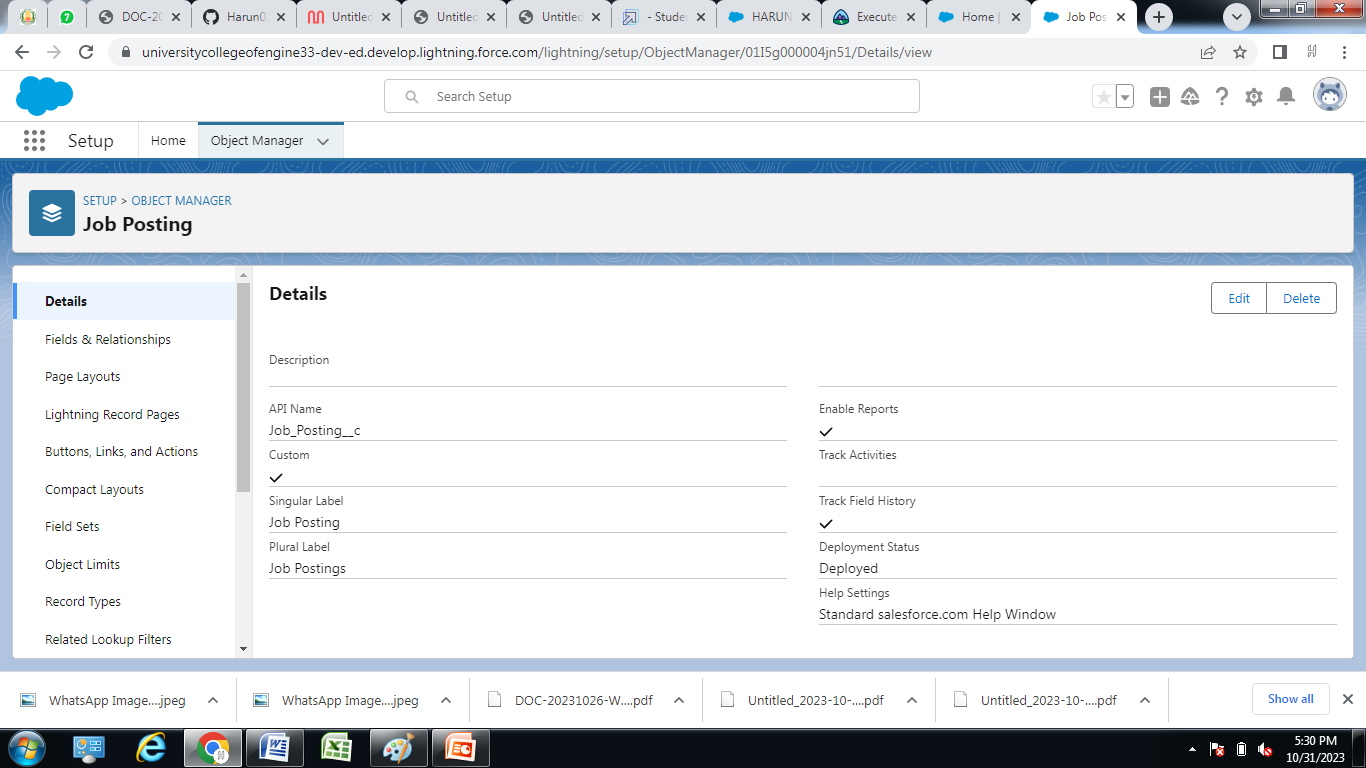 DOC-20
Harun0
Untitled
Untitled
Untitled
- Stude
HARUN
Execute
Home |
Job Pos
universitycollegeofengine33-dev-ed.develop.lightning.force.com/lightning/setup/ObjectManager/01I5g000004jn51/Details/view
Search Setup
Setup
Home
Object Manager
SETUP > OBJECT MANAGER
Job Posting
Details
Fields & Relationships
Page Layouts
Lightning Record Pages
Buttons, Links, and Actions
Compact Layouts
Field Sets
Object Limits
Record Types
Related Lookup Filters
Details
Edit
Delete
Description
API Name
Job_Posting__c
Custom
Singular Label
Job Posting
Plural Label
Job Postings
Enable Reports
Track Activities
Track Field History
Deployment Status
Deployed
Help Settings
Standard salesforce.com Help Window
WhatsApp Image....jpeg
WhatsApp Image....jpeg
DOC-20231026-W....pdf
Untitled_2023-10-....pdf
Untitled_2023-10-....pdf
Show all
5:30 PM
10/31/2023